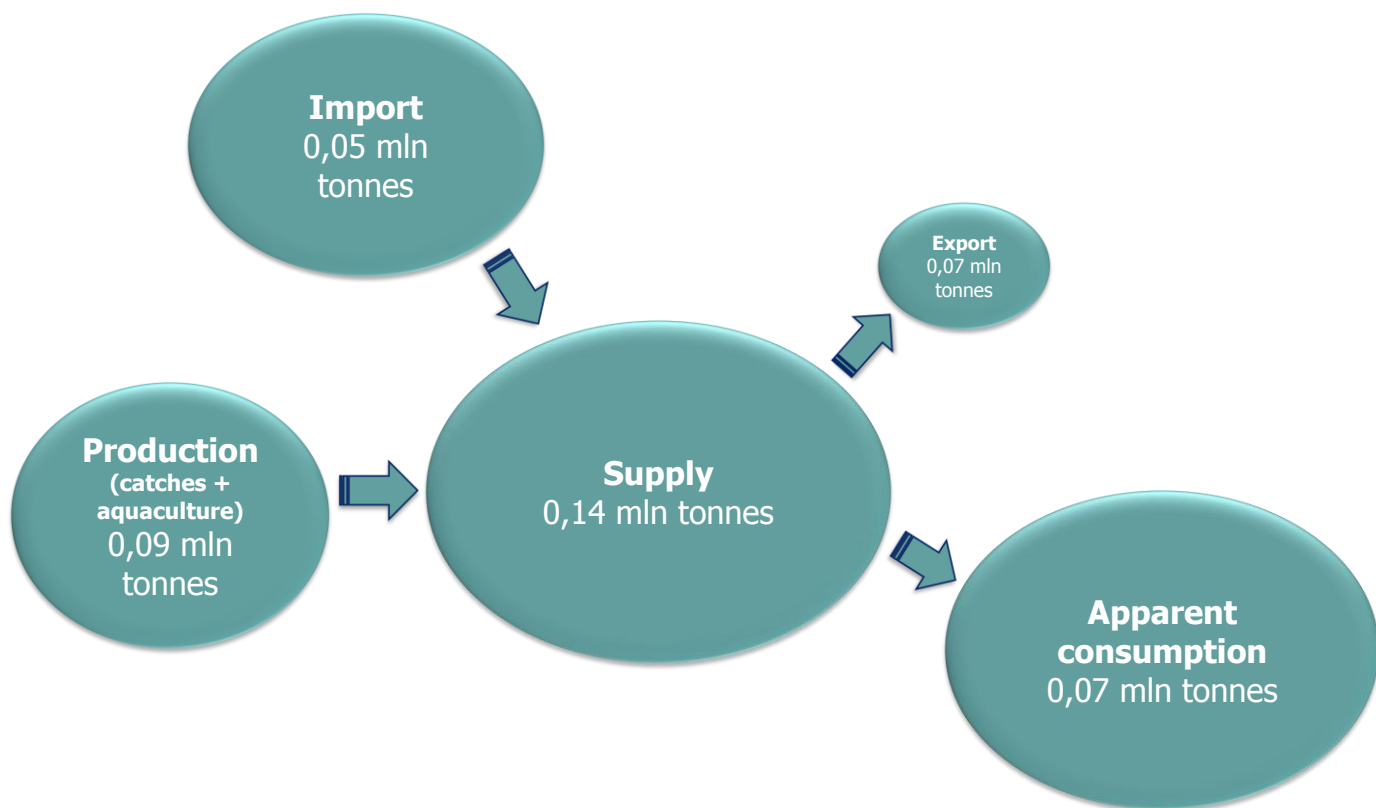 Import
0,05 mln
tonnes
Export
0,07 mln
tonnes
Production
(catches +
aquaculture)
0,09 mln
tonnes
Supply
0,14 mln tonnes
Apparent
consumption
0,07 mln tonnes